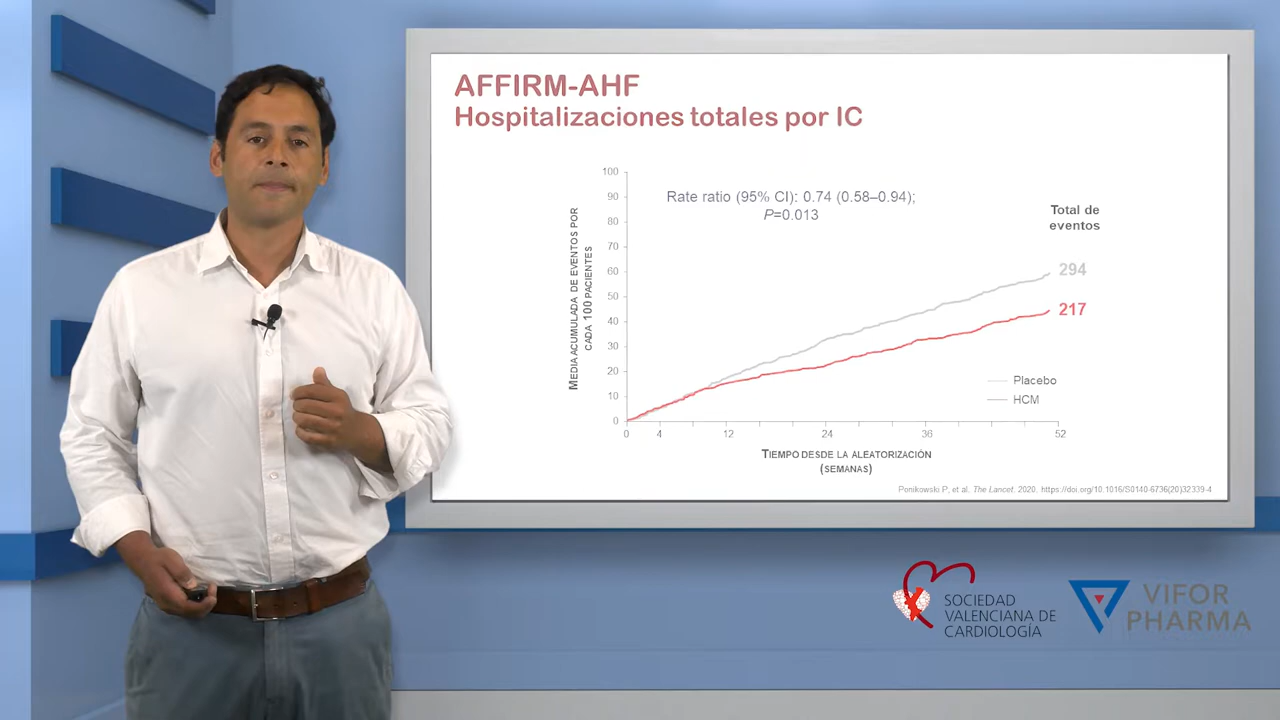 AFFIRM-AHF
Hospitalizaciones totales por IC
100
90
80
70
60
50
40
30
20
10
0
MEDIA ACUMULADA DE EVENTOS POR
CADA 100 PACIENTES
Rate ratio (95% CI): 0.74 (0.58–0.94);
P=0.013
Total de
eventos
294
217
Placebo
HCM
0 4 12 24 36 52
TIEMPO DESDE LA ALEATORIZACIÓN
(SEMANAS)
Ponikowski P, et al. The Lancet. 2020. https://doi.org/10.1016/S0140-6736(20)32339-4
SOCIEDAD
VALENCIANA DE
CARDIOLOGÍA
VIFOR
PHARMA